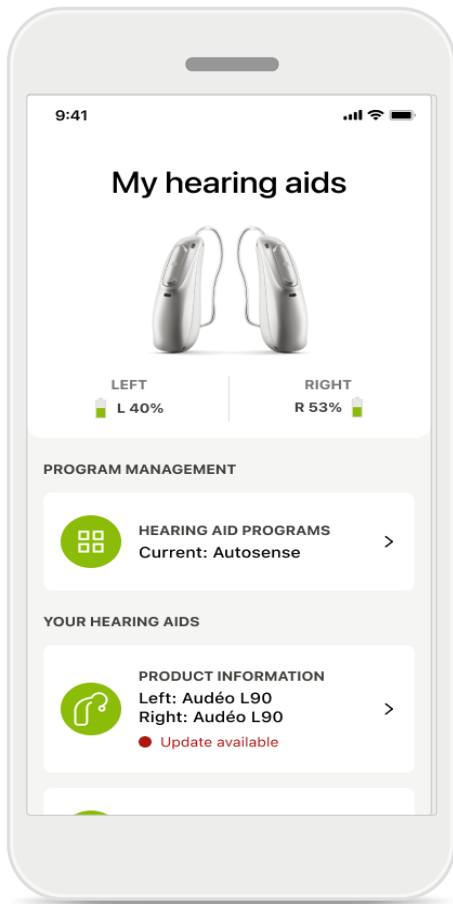 9:41
My hearing aids
LEFT
RIGHT
L 40%
R 53%
PROGRAM MANAGEMENT
HEARING AID PROGRAMS
Current: Autosense
YOUR HEARING AIDS
PRODUCT INFORMATION
Left: Audéo L90
Right: Audéo L90
Update available